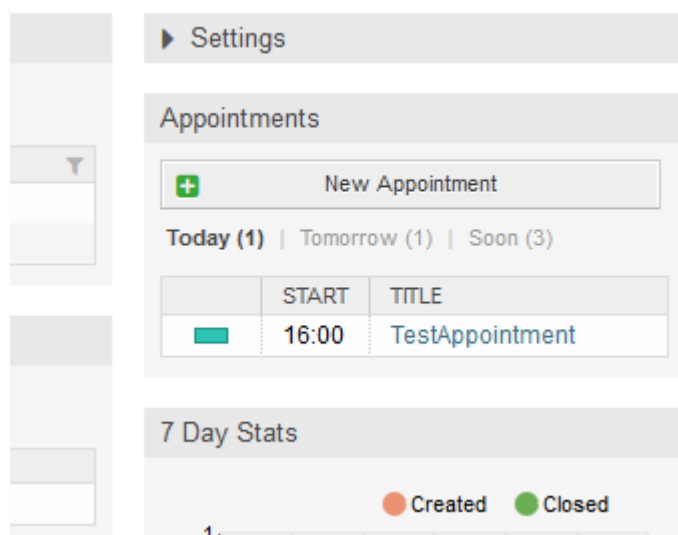 Settings
Appointments
New Appointment
Today (1) | Tomorrow (1) | Soon (3)
START TITLE
16:00 TestAppointment
7 Day Stats
Created Closed
1